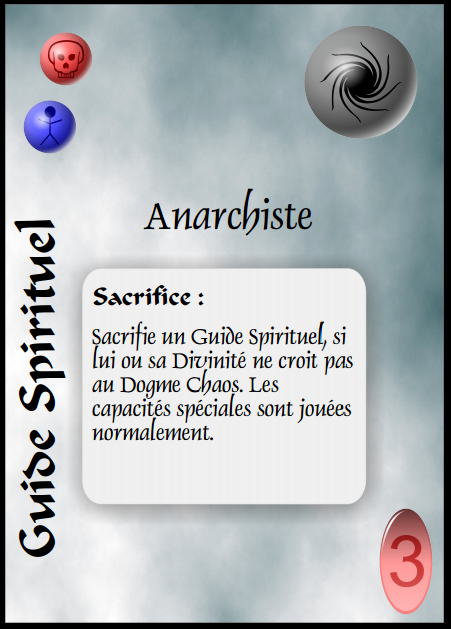 Anarchiste
Guide Spirituel
Sacrifice :
Sacrifie un Guide Spirituel, si
lui ou sa Divinité ne croit pas
au Dogme Chaos. Les
capacités spéciales sont jouées
normalement.
3